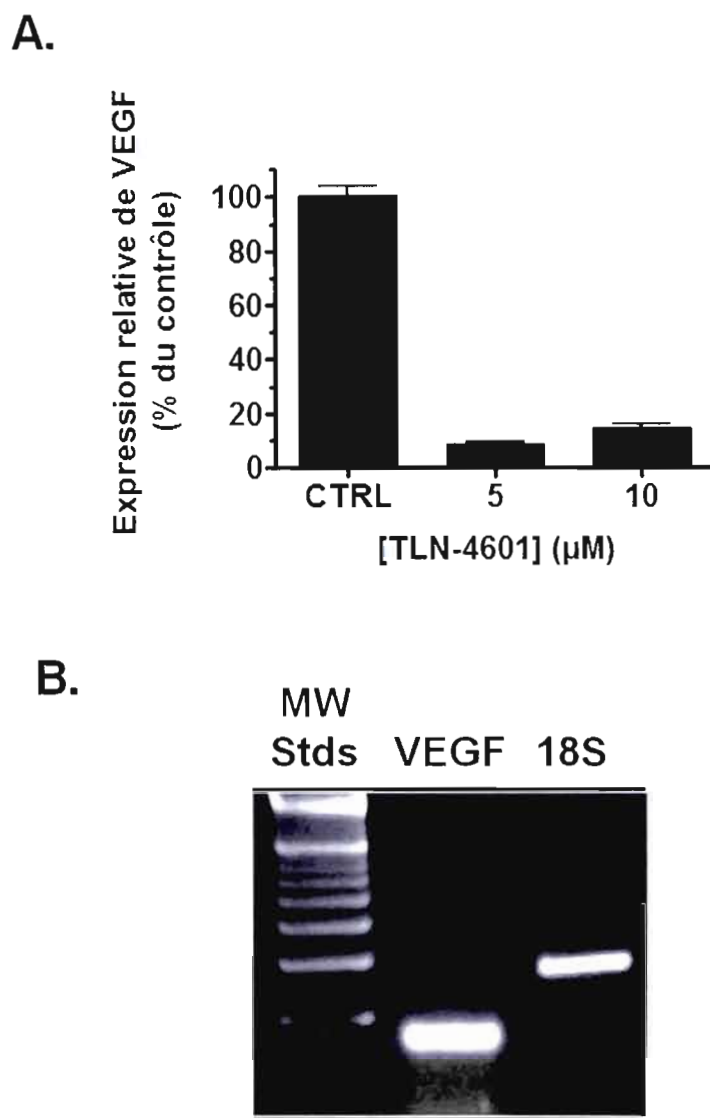 A.
Expression relative de VEGF
(% du contrôle)
100
80
60
40
20
0
CTRL 5 10
[TLN-4601] (µM)
B.
MW
Stds VEGF 18S